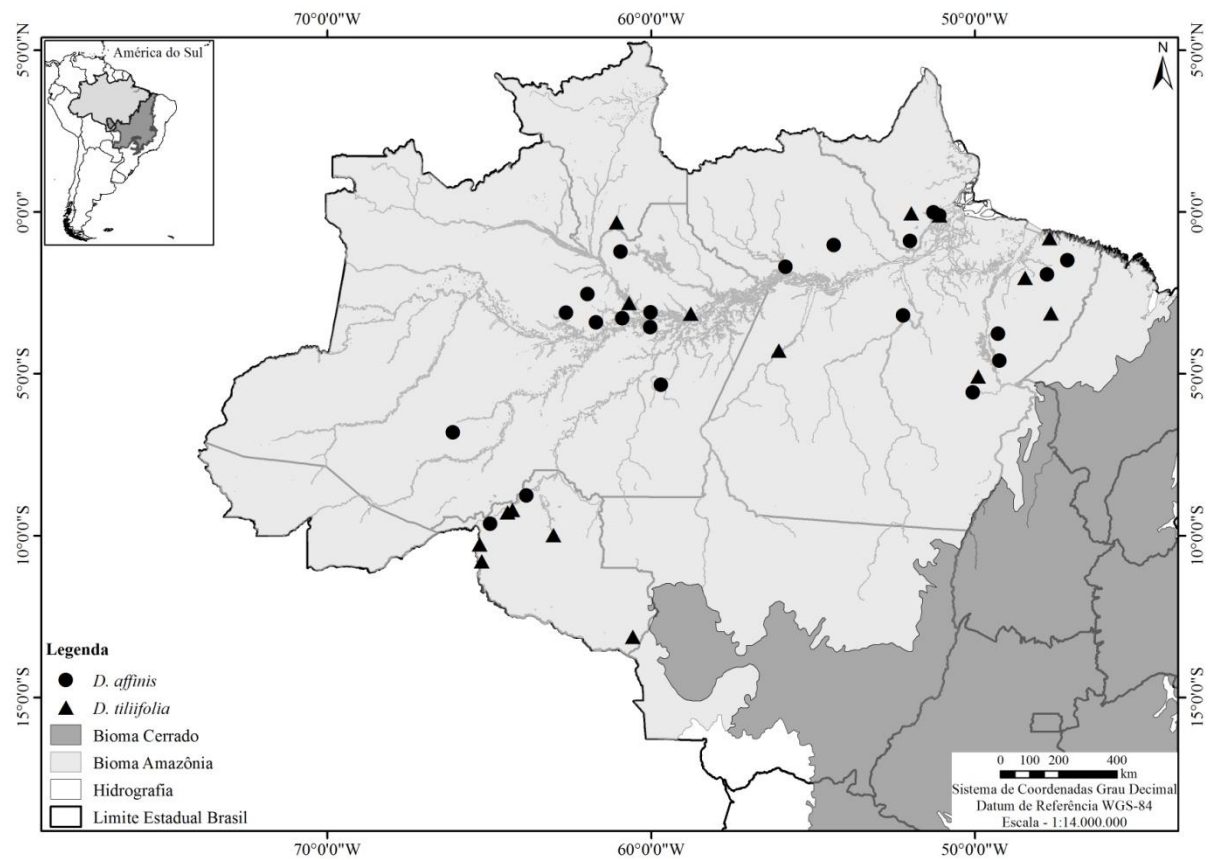 70°0'0"W 60°0'0"W 50°0'0"W
5°0'0"N
5°0'0"N
América do Sul
N
0°0'0"
0°0'0"
5°0'0"S
5°0'0"S
10°0'0"S
10°0'0"S
15°0'0"S
15°0'0"S
Legenda
D. affinis
D. tiliifolia
Bioma Cerrado
Bioma Amazônia
Hidrografia
Limite Estadual Brasil
0 100 200 400
km
Sistema de Coordenadas Grau Decimal
Datum de Referência WGS-84
Escala - 1:14.000.000
70°0'0"W 60°0'0"W 50°0'0"W